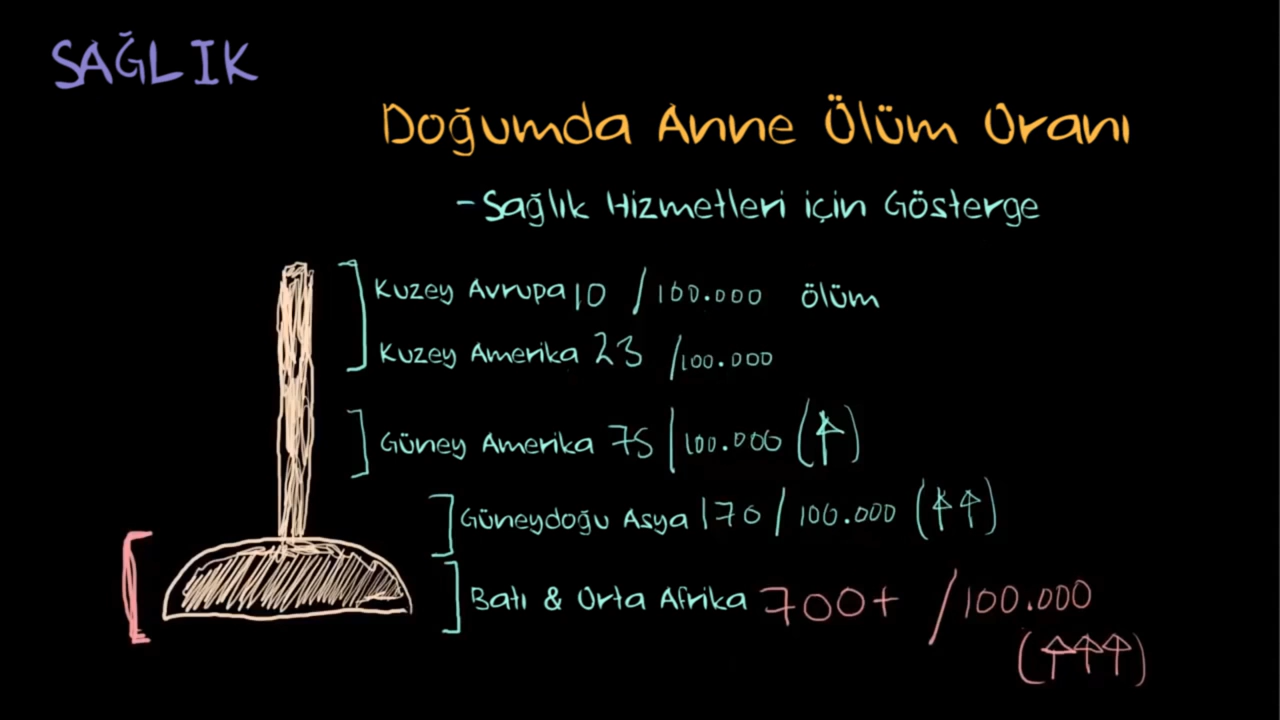 SAĞLIK
Doğumda Anne Ölüm Oranı
- Sağlık Hizmetleri için Gösterge
Kuzey Avrupa 10 / 100.000 ölüm
Kuzey Amerika 23 / 100.000
Güney Amerika 75 / 100.000 (↑)
Güneydoğu Asya 170 / 100.000 (↑↑)
Batı & Orta Afrika 700+ / 100.000
(↑↑↑)